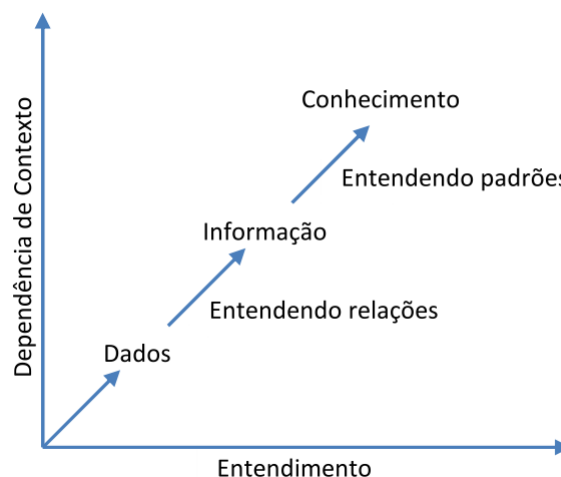 Conhecimento
Entendendo padrões
Informação
Entendendo relações
Dados
Dependência de Contexto
Entendimento